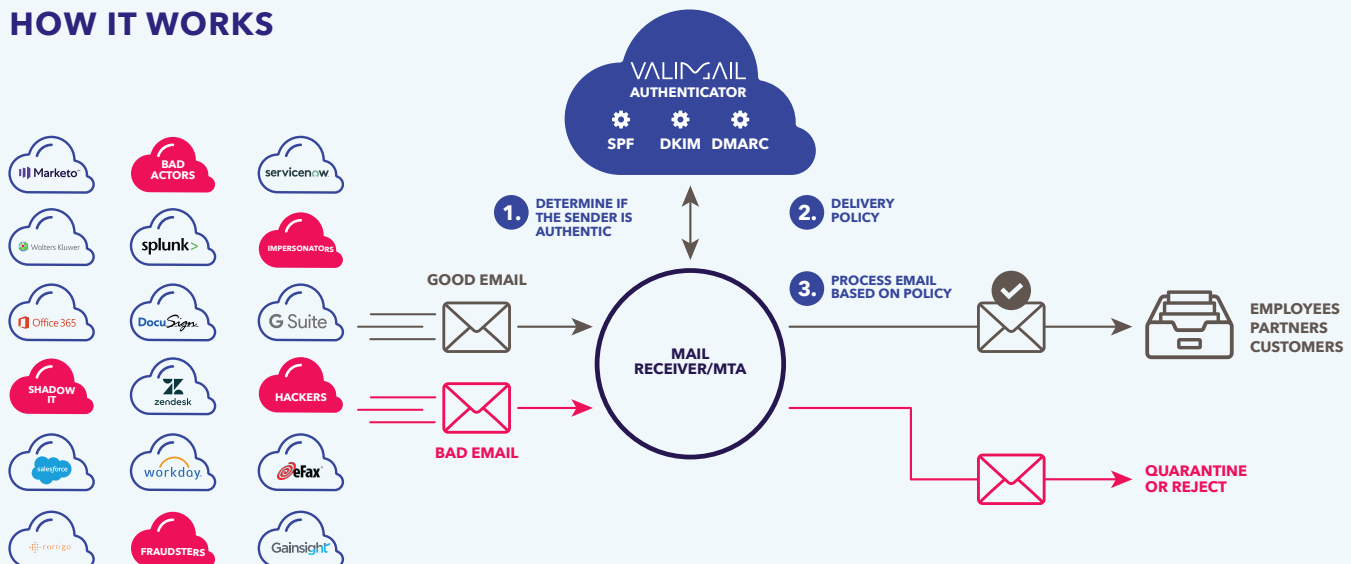 HOW IT WORKS
VALIMAIL
AUTHENTICATOR
SPF DKIM DMARC
Marketo
BAD
ACTORS
servicenow
Wolters Kluwer
splunk>
IMPERSONATORS
Office 365
DocuSign
G Suite
SHADOW
IT
zendesk
HACKERS
salesforce
workday
eFax
FRAUDSTERS
Gainsight
1. DETERMINE IF
THE SENDER IS
AUTHENTIC
2. DELIVERY
POLICY
3. PROCESS EMAIL
BASED ON POLICY
GOOD EMAIL
BAD EMAIL
MAIL
RECEIVER/MTA
EMPLOYEES
PARTNERS
CUSTOMERS
QUARANTINE
OR REJECT